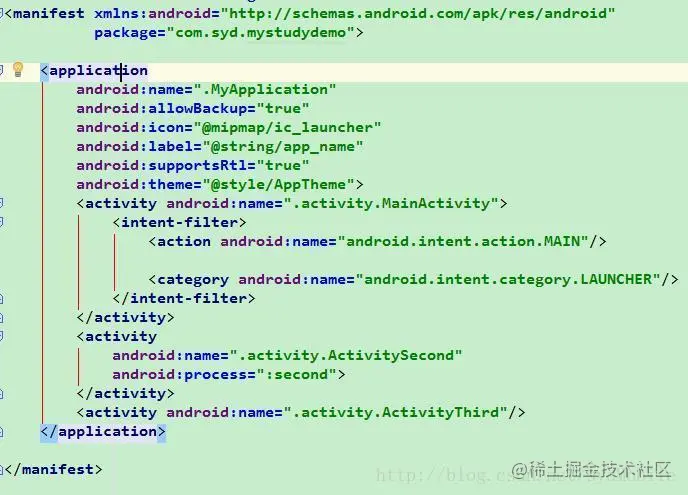 <manifest xmlns:android="http://schemas.android.com/apk/res/android"
package="com.syd.mystudydemo">
<application
android:name=".MyApplication"
android:allowBackup="true"
android:icon="@mipmap/ic_launcher"
android:label="@string/app_name"
android:supportsRtl="true"
android:theme="@style/AppTheme">
<activity android:name=".activity.MainActivity">
<intent-filter>
<action android:name="android.intent.action.MAIN"/>
<category android:name="android.intent.category.LAUNCHER"/>
</intent-filter>
</activity>
<activity
android:name=".activity.ActivitySecond"
android:process=":second">
</activity>
<activity android:name=".activity.ActivityThird"/>
</application>
</manifest>
@稀土掘金技术社区